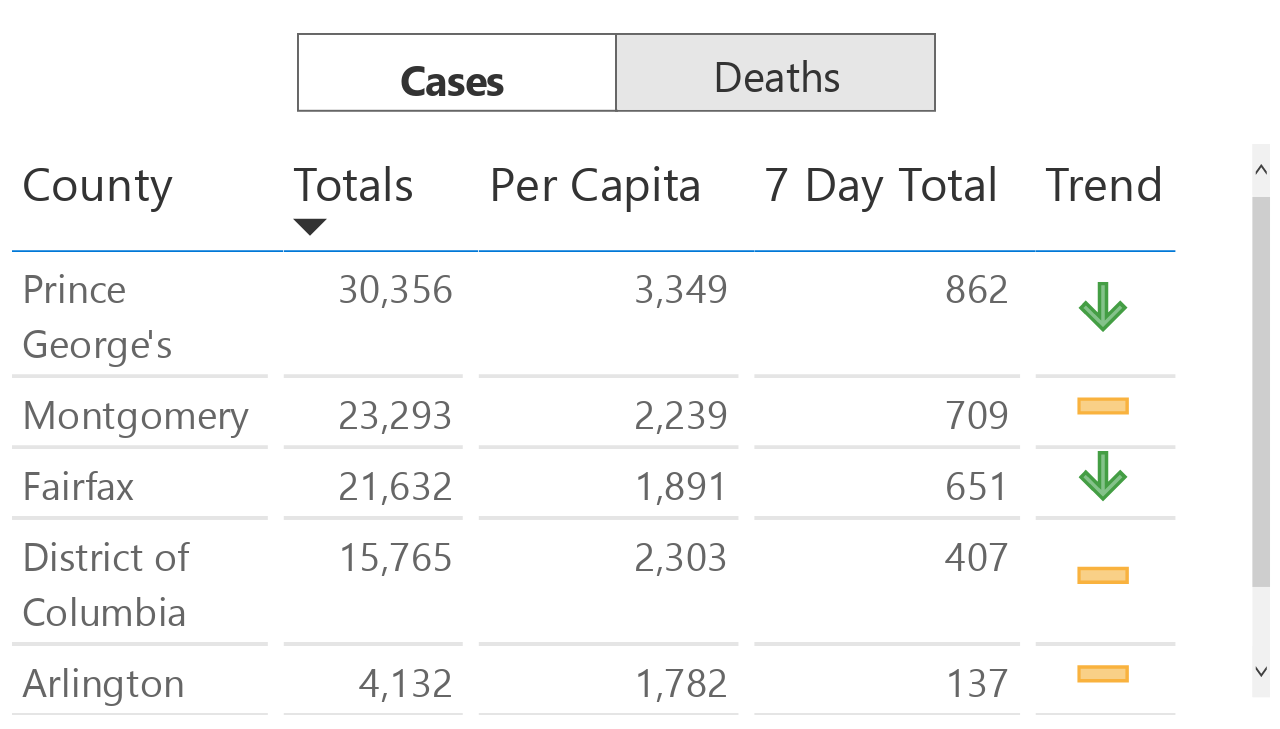 Cases Deaths
County Totals Per Capita 7 Day Total Trend
Prince 30,356 3,349 862
George's
Montgomery 23,293 2,239 709
Fairfax 21,632 1,891 651
District of 15,765 2,303 407
Columbia
Arlington 4,132 1,782 137